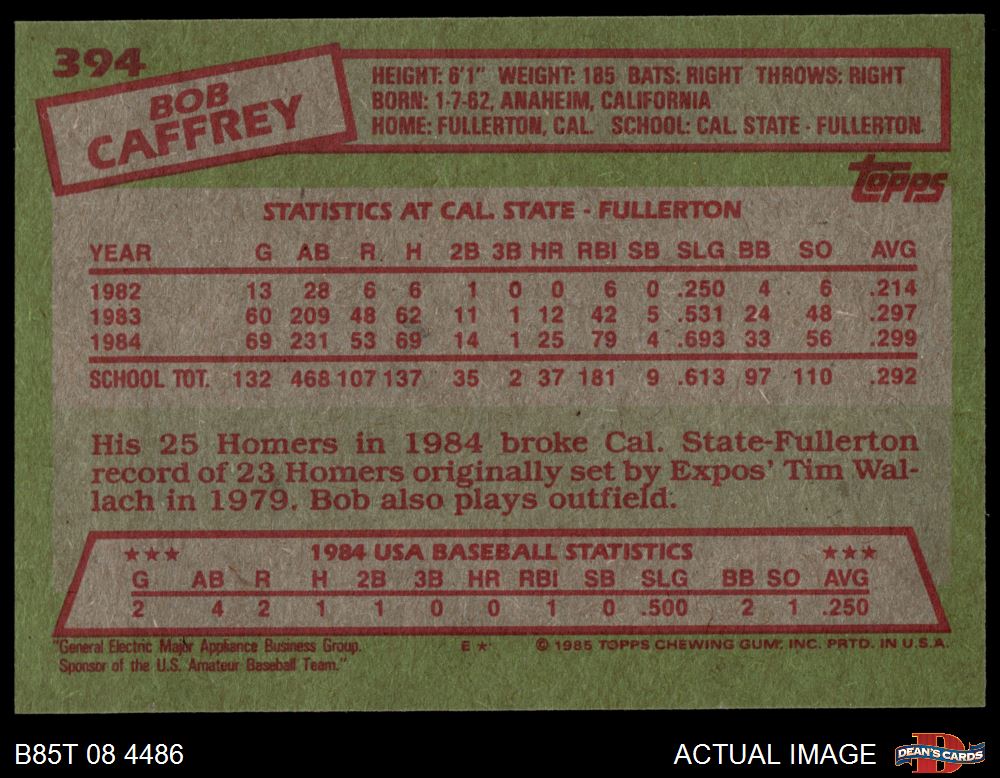 394
BOB
CAFFREY
HEIGHT: 6'1" WEIGHT: 185 BATS: RIGHT THROWS: RIGHT
BORN: 1-7-62, ANAHEIM, CALIFORNIA
HOME: FULLERTON, CAL. SCHOOL: CAL. STATE - FULLERTON
Topps
STATISTICS AT CAL. STATE - FULLERTON
YEAR G AB R H 2B 3B HR RBI SB SLG BB SO AVG
1982 13 28 6 6 1 0 0 6 0 .250 4 6 .214
1983 60 209 48 62 11 1 12 42 5 .531 24 48 .297
1984 69 231 53 69 14 1 25 79 4 .693 33 56 .299
SCHOOL TOT. 132 468 107 137 35 2 37 181 9 .613 97 110 .292
His 25 Homers in 1984 broke Cal. State-Fullerton
record of 23 Homers originally set by Expos' Tim Wal-
lach in 1979. Bob also plays outfield.
★★★ 1984 USA BASEBALL STATISTICS ★★★
G AB R H 2B 3B HR RBI SB SLG BB SO AVG
2 4 2 1 1 0 0 1 0 .500 2 1 .250
"General Electric Major Appliance Business Group.
Sponsor of the U.S. Amateur Baseball Team."
E ★
© 1985 TOPPS CHEWING GUM, INC. PRTD. IN U.S.A.
B85T 08 4486
ACTUAL IMAGE
DEAN'S CARDS